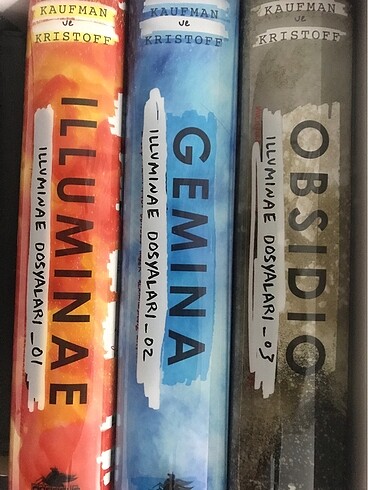 KAUFMAN
ve
KRISTOFF
ILLUMINAE
ILLUMINAE DOSYALARI_01
KAUFMAN
ve
KRISTOFF
GEMINA
ILLUMINAE DOSYALARI_02
KAUFMAN
ve
KRISTOFF
OBSIDIO
ILLUMINAE DOSYALARI_03